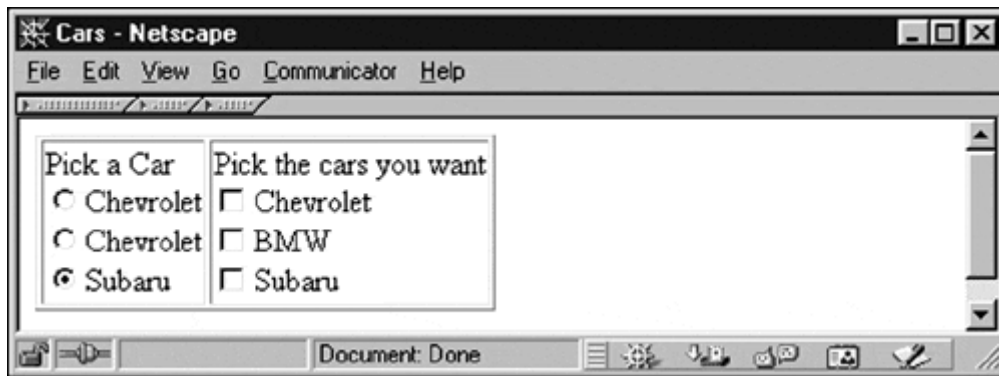 Cars - Netscape
File Edit View Go Communicator Help
Pick a Car
Chevrolet
Chevrolet
Subaru
Pick the cars you want
Chevrolet
BMW
Subaru
Document: Done